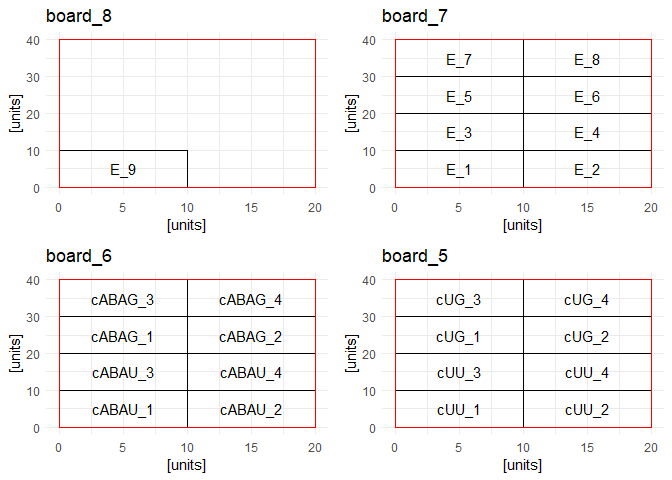 board_8
40
30
20
10
0
[units]
E_9
0 5 10 15 20
[units]
board_7
40
30
20
10
0
[units]
E_7 E_8
E_5 E_6
E_3 E_4
E_1 E_2
0 5 10 15 20
[units]
board_6
40
30
20
10
0
[units]
cABAG_3 cABAG_4
cABAG_1 cABAG_2
cABAU_3 cABAU_4
cABAU_1 cABAU_2
0 5 10 15 20
[units]
board_5
40
30
20
10
0
[units]
cUG_3 cUG_4
cUG_1 cUG_2
cUU_3 cUU_4
cUU_1 cUU_2
0 5 10 15 20
[units]